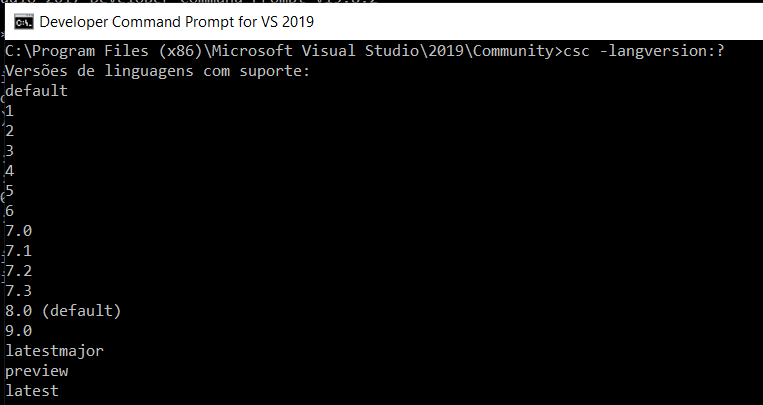 Developer Command Prompt for VS 2019
C:\Program Files (x86)\Microsoft Visual Studio\2019\Community>csc -langversion:?
Versões de linguagens com suporte:
default
1
2
3
4
5
6
7.0
7.1
7.2
7.3
8.0 (default)
9.0
latestmajor
preview
latest